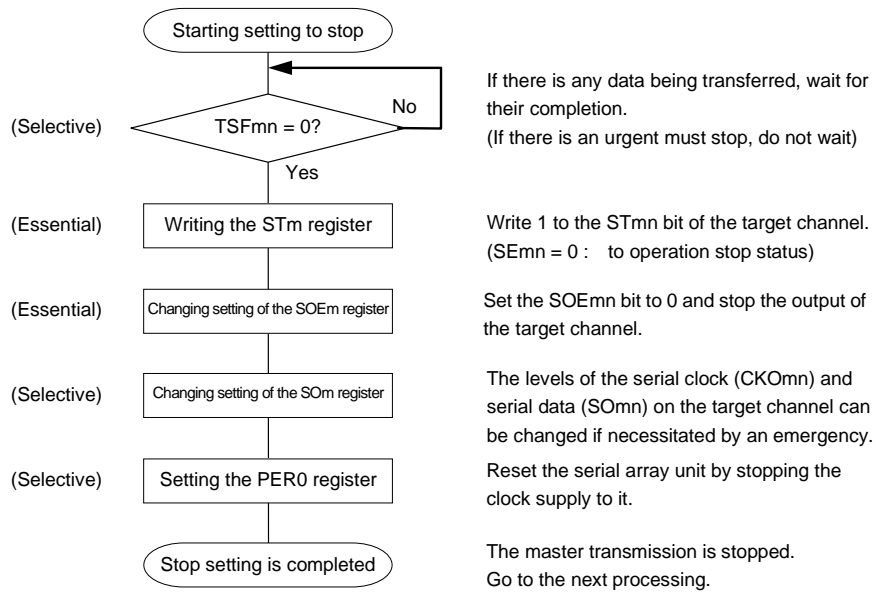 Starting setting to stop
No
(Selective)
TSFmn = 0?
If there is any data being transferred, wait for
their completion.
(If there is an urgent must stop, do not wait)
Yes
(Essential)
Writing the STm register
Write 1 to the STmn bit of the target channel.
(SEmn = 0 : to operation stop status)
(Essential)
Changing setting of the SOEm register
Set the SOEmn bit to 0 and stop the output of
the target channel.
(Selective)
Changing setting of the SOm register
The levels of the serial clock (CKOmn) and
serial data (SOmn) on the target channel can
be changed if necessitated by an emergency.
(Selective)
Setting the PER0 register
Reset the serial array unit by stopping the
clock supply to it.
Stop setting is completed
The master transmission is stopped.
Go to the next processing.